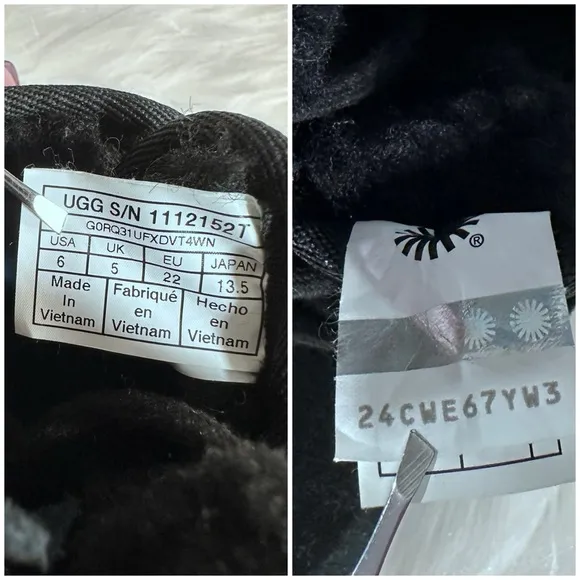 UGG S/N 1112152T
G0RQ31UFXDVT4WN
USA UK EU JAPAN
6 5 22 13.5
Made In Vietnam
Fabriqué en Vietnam
Hecho en Vietnam
®
24CWE67YW3